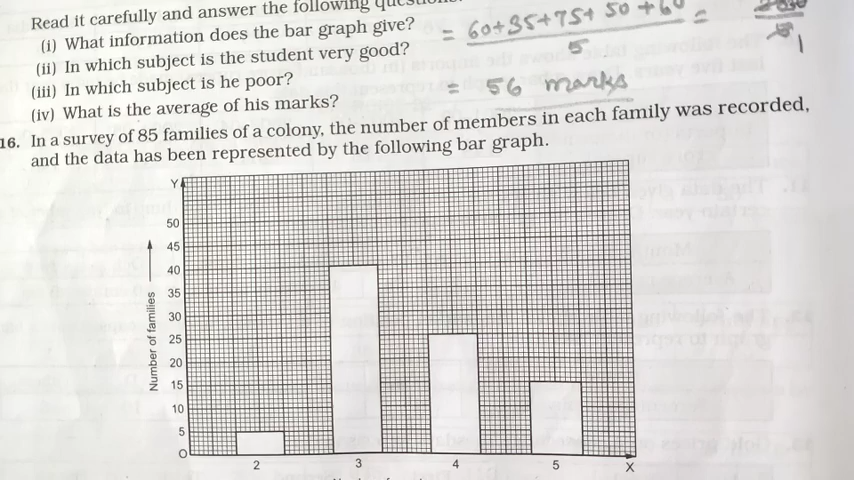 Read it carefully and answer the following questions.
(i) What information does the bar graph give?
(ii) In which subject is the student very good?
(iii) In which subject is he poor?
(iv) What is the average of his marks?
= 60+35+75+50+60 =
5
= 56 marks
16. In a survey of 85 families of a colony, the number of members in each family was recorded,
and the data has been represented by the following bar graph.
Y
50
45
40
35
30
25
20
15
10
5
O
Number of families
2 3 4 5 X